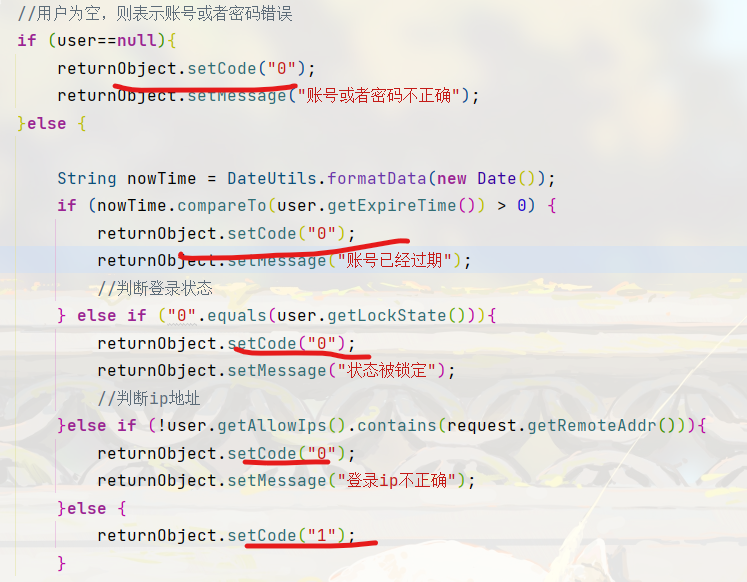 //用户为空，则表示账号或者密码错误
if (user==null){
returnObject.setCode("0");
returnObject.setMessage("账号或者密码不正确");
}else {
String nowTime = DateUtils.formatData(new Date());
if (nowTime.compareTo(user.getExpireTime()) > 0) {
returnObject.setCode("0");
returnObject.setMessage("账号已经过期");
//判断登录状态
} else if ("0".equals(user.getLockState())){
returnObject.setCode("0");
returnObject.setMessage("状态被锁定");
//判断ip地址
}else if (!user.getAllowIps().contains(request.getRemoteAddr())){
returnObject.setCode("0");
returnObject.setMessage("登录ip不正确");
}else {
returnObject.setCode("1");
}